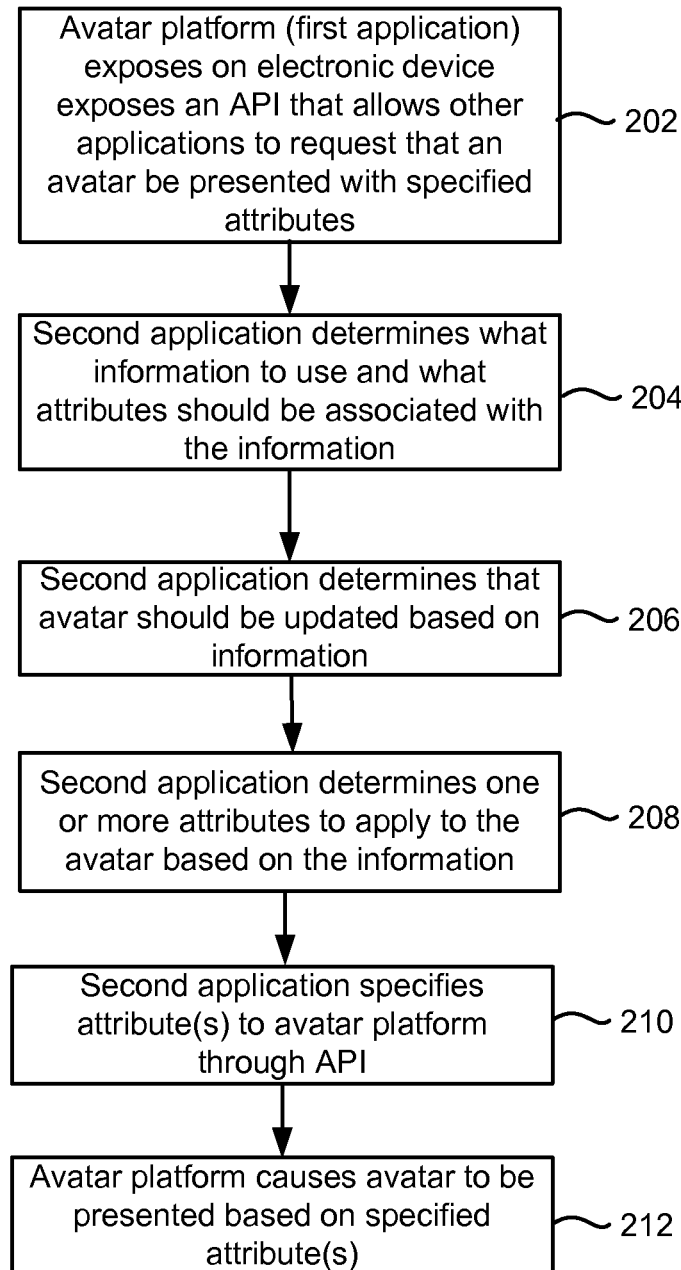 Avatar platform (first application)
exposes on electronic device
exposes an API that allows other
applications to request that an
avatar be presented with specified
attributes
202
Second application determines what
information to use and what
attributes should be associated with
the information
204
Second application determines that
avatar should be updated based on
information
206
Second application determines one
or more attributes to apply to the
avatar based on the information
208
Second application specifies
attribute(s) to avatar platform
through API
210
Avatar platform causes avatar to be
presented based on specified
attribute(s)
212